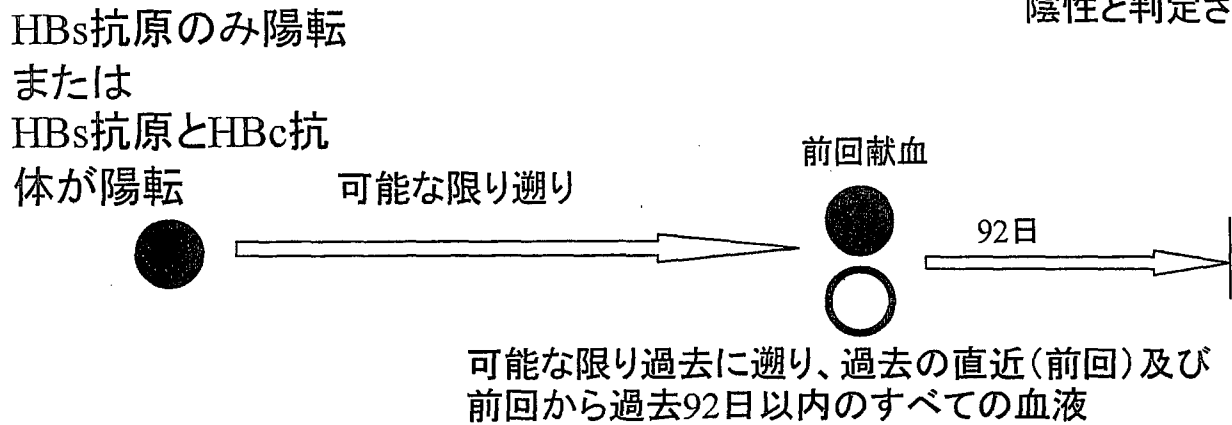 陰性と判定さ
HBs抗原のみ陽転
または
HBs抗原とHBc抗
体が陽転
可能な限り遡り
前回献血
92日
可能な限り過去に遡り、過去の直近(前回)及び
前回から過去92日以内のすべての血液